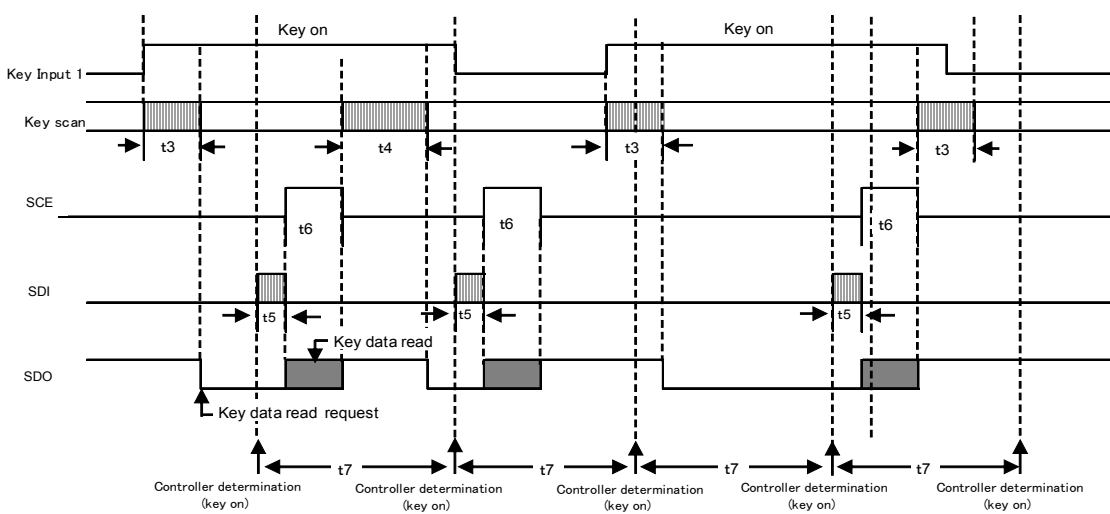 Key on
Key on
Key Input 1
Key scan
t3
t4
t3
t3
SCE
t6
t6
t6
SDI
t5
t5
t5
Key data read
SDO
Key data read request
t7
t7
t7
t7
Controller determination
(key on)
Controller determination
(key on)
Controller determination
(key on)
Controller determination
(key on)
Controller determination
(key on)